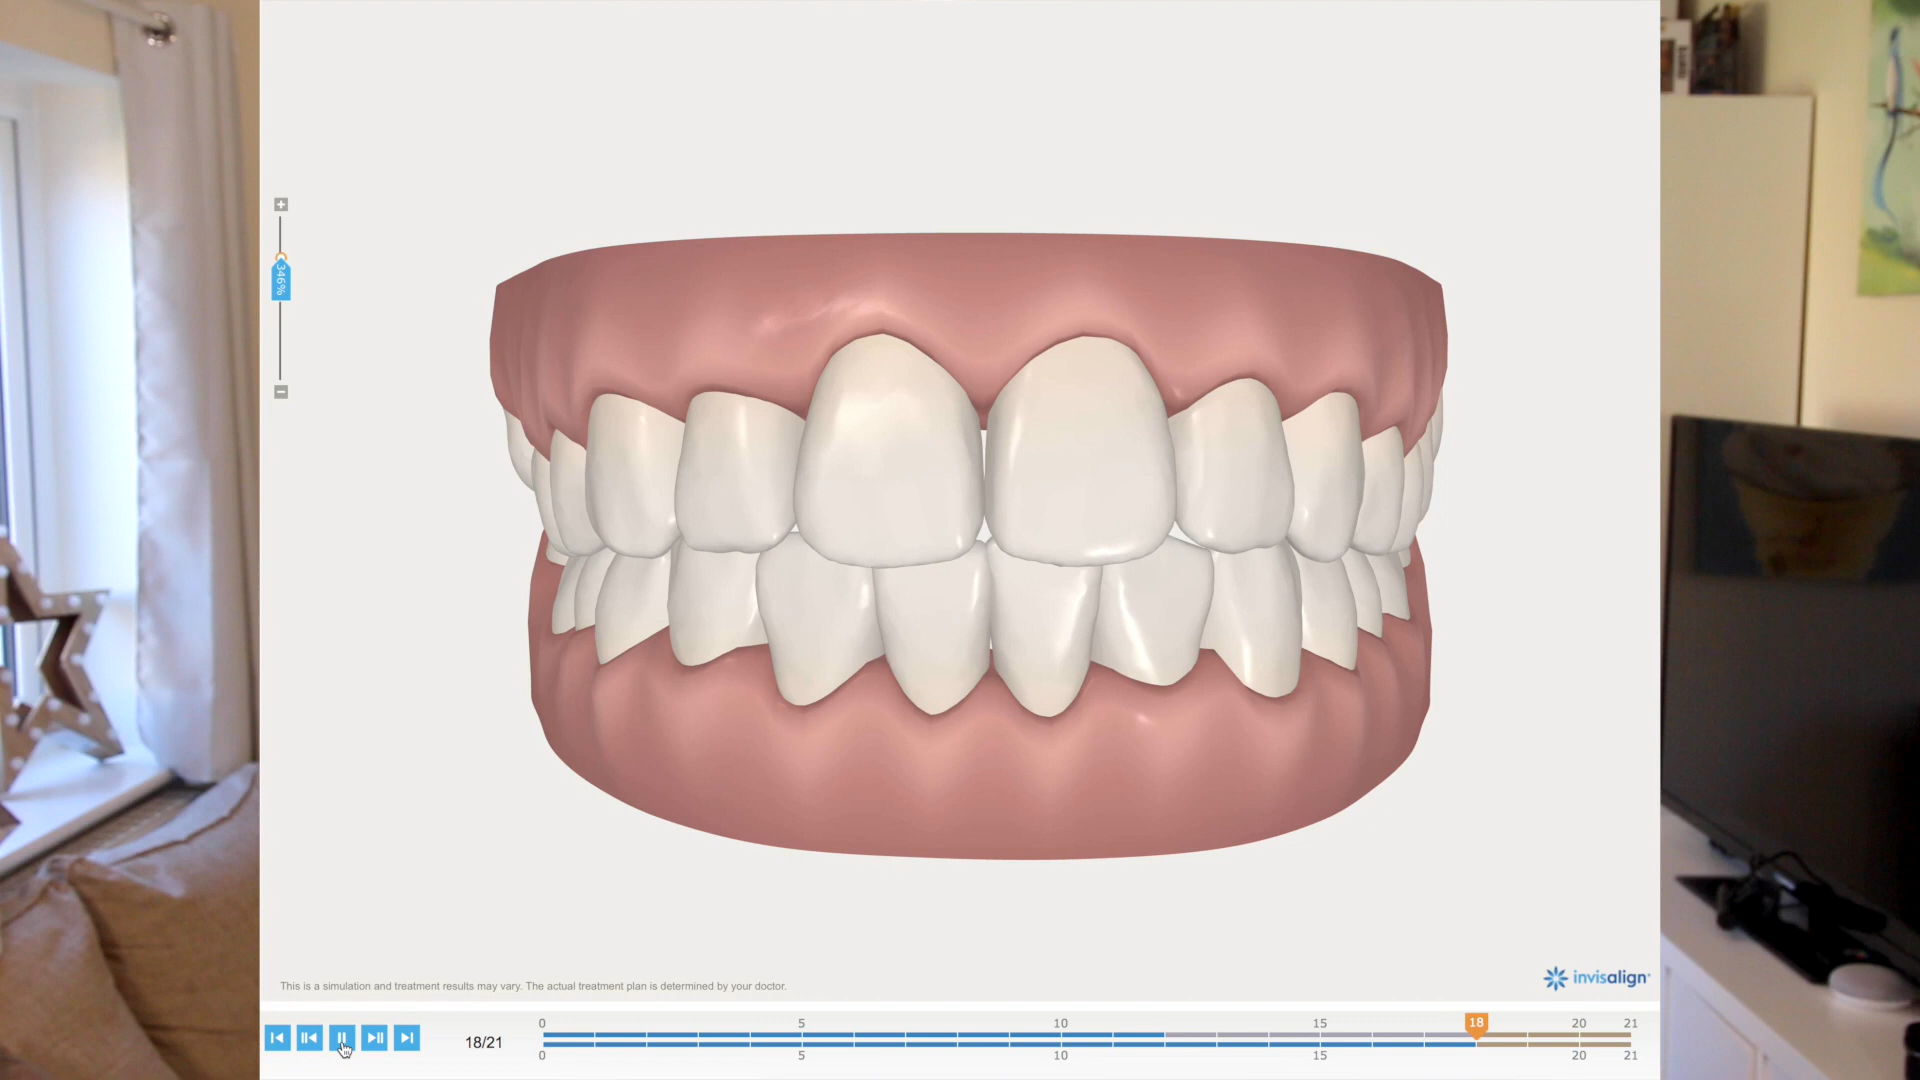 346%
This is a simulation and treatment results may vary. The actual treatment plan is determined by your doctor.
invisalign
18/21
0 5 10 15 18 20 21
0 5 10 15 20 21